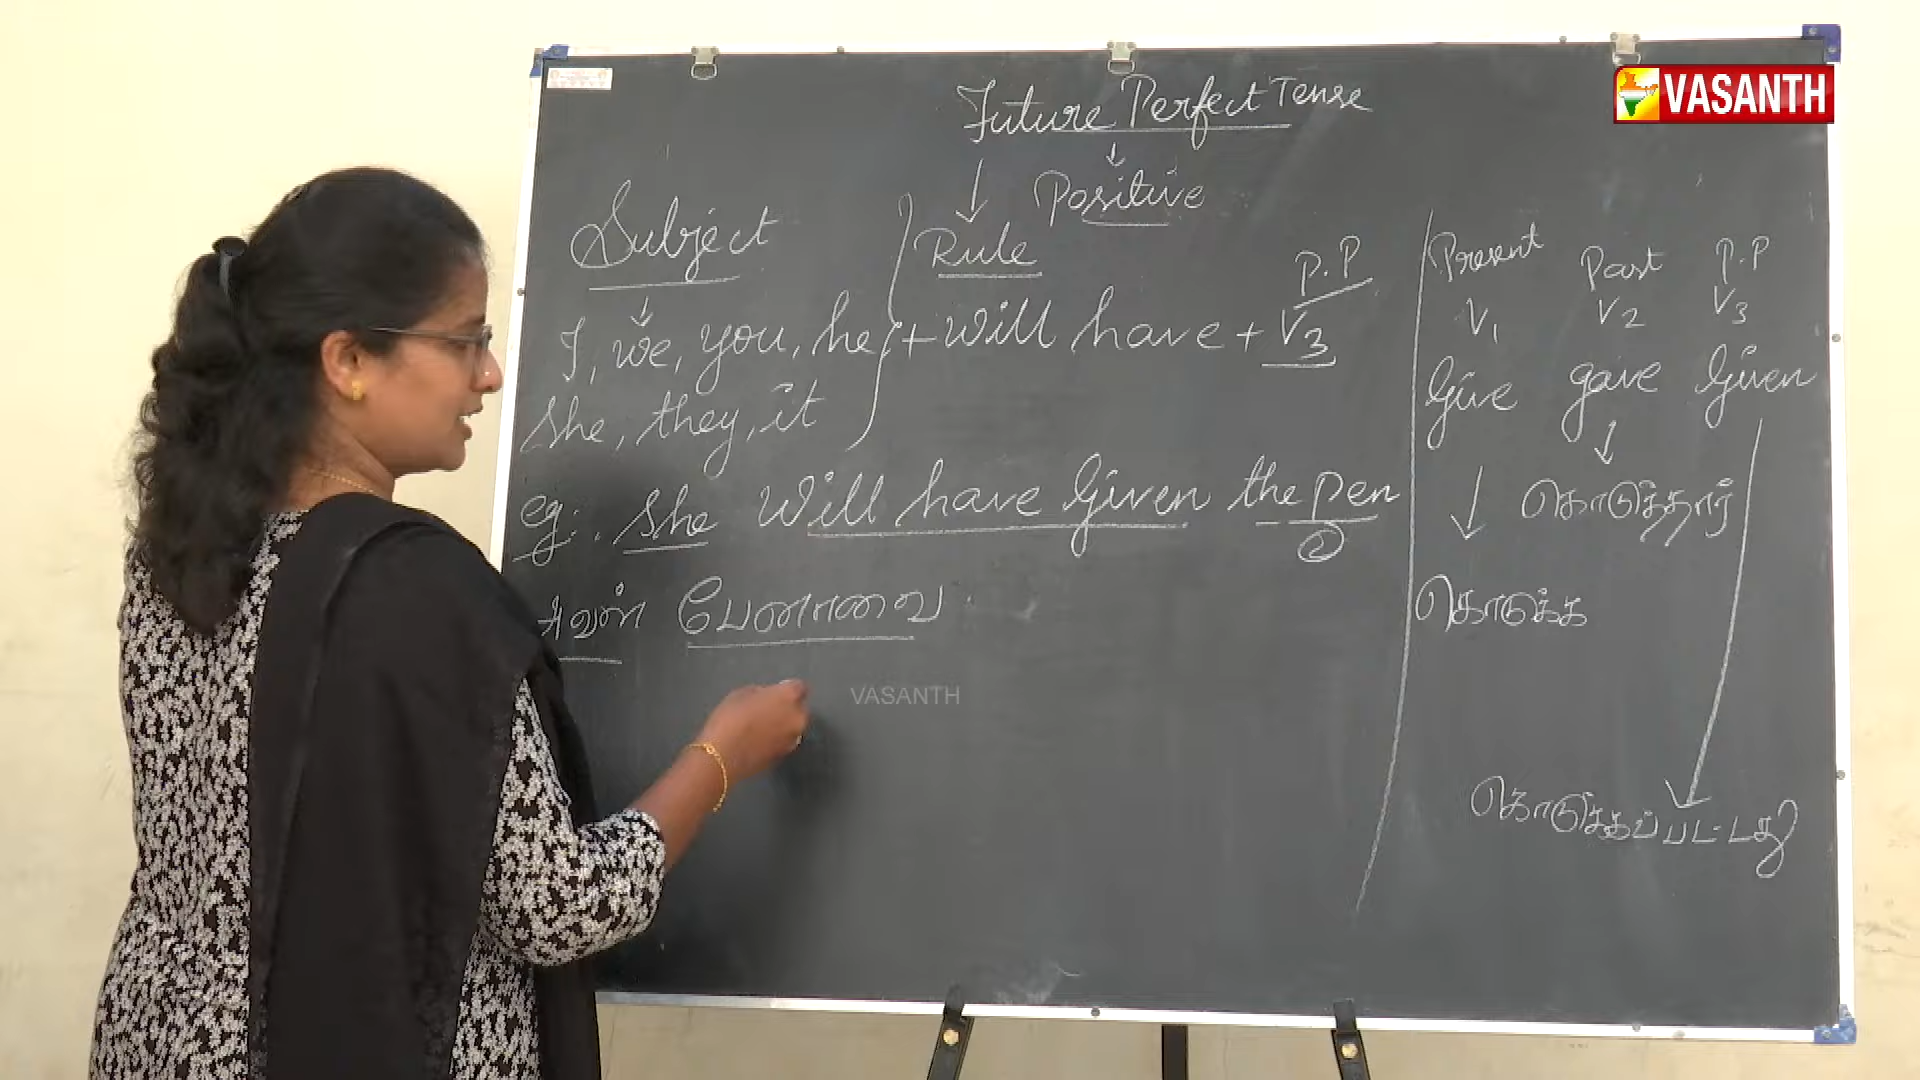 VASANTH
Future Perfect Tense
Positive
Subject
Rule
P.P
I, we, you, he + Will have + V3
She, they, it
eg: She Will have Given the pen
2
அவள் பேனாவை
VASANTH
Present Past P.P
V1 V2 V3
Give gave Given
கொடுத்தார்
கொடுக்க
கொடுக்கப்பட்டது